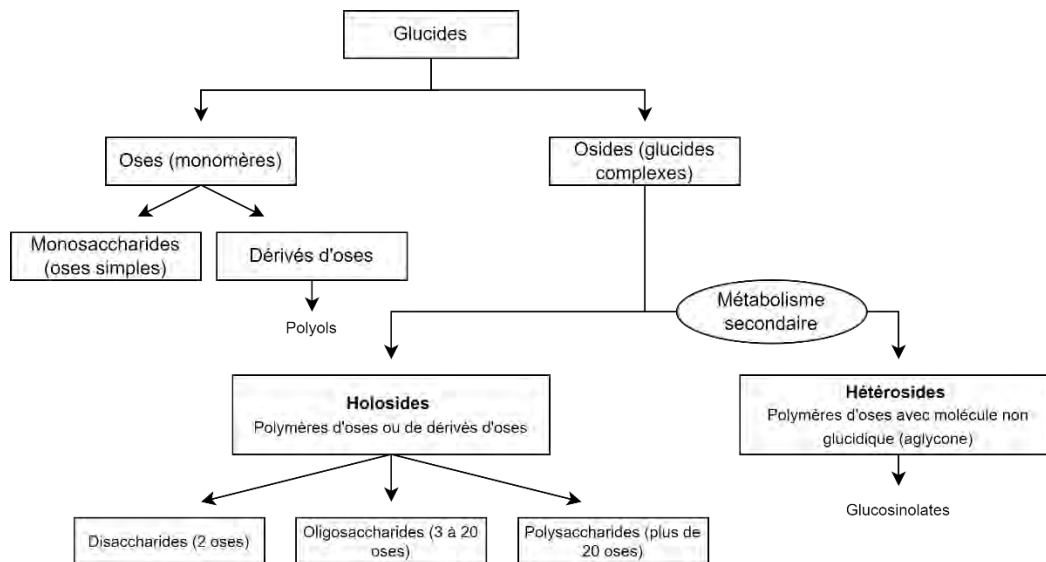 Glucides
Oses (monomères)
Osides (glucides
complexes)
Monosaccharides
(oses simples)
Dérivés d'oses
Polyols
Métabolisme
secondaire
Holosides
Polymères d'oses ou de dérivés d'oses
Hétérosides
Polymères d'oses avec molécule non
glucidique (aglycone)
Glucosinolates
Disaccharides (2 oses)
Oligosaccharides (3 à 20
oses)
Polysaccharides (plus de
20 oses)